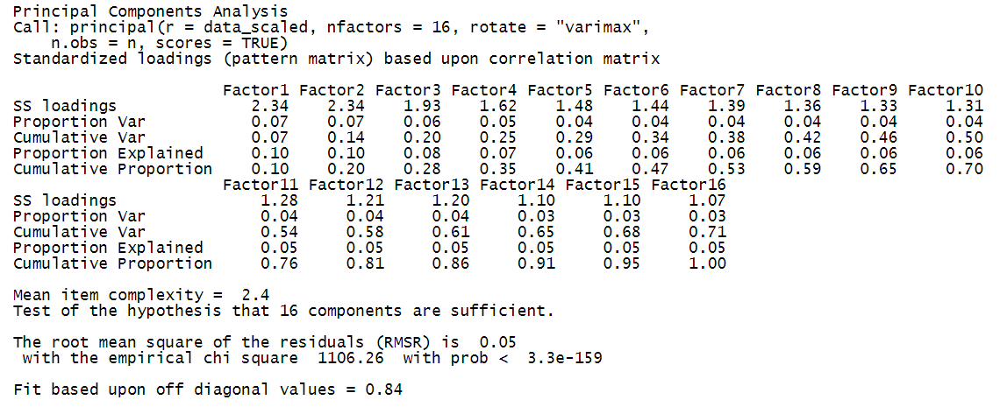 Principal Components Analysis
Call: principal(r = data_scaled, nfactors = 16, rotate = "varimax",
    n.obs = n, scores = TRUE)
Standardized loadings (pattern matrix) based upon correlation matrix

                      Factor1 Factor2 Factor3 Factor4 Factor5 Factor6 Factor7 Factor8 Factor9 Factor10
SS loadings              2.34    2.34    1.93    1.62    1.48    1.44    1.39    1.36    1.33     1.31
Proportion Var           0.07    0.07    0.06    0.05    0.04    0.04    0.04    0.04    0.04     0.04
Cumulative Var           0.07    0.14    0.20    0.25    0.29    0.34    0.38    0.42    0.46     0.50
Proportion Explained     0.10    0.10    0.08    0.07    0.06    0.06    0.06    0.06    0.06     0.06
Cumulative Proportion    0.10    0.20    0.28    0.35    0.41    0.47    0.53    0.59    0.65     0.70
                      Factor11 Factor12 Factor13 Factor14 Factor15 Factor16
SS loadings               1.28     1.21     1.20     1.10     1.10     1.07
Proportion Var            0.04     0.04     0.04     0.03     0.03     0.03
Cumulative Var            0.54     0.58     0.61     0.65     0.68     0.71
Proportion Explained      0.05     0.05     0.05     0.05     0.05     0.05
Cumulative Proportion     0.76     0.81     0.86     0.91     0.95     1.00

Mean item complexity =  2.4
Test of the hypothesis that 16 components are sufficient.

The root mean square of the residuals (RMSR) is  0.05
 with the empirical chi square  1106.26  with prob <  3.3e-159

Fit based upon off diagonal values = 0.84